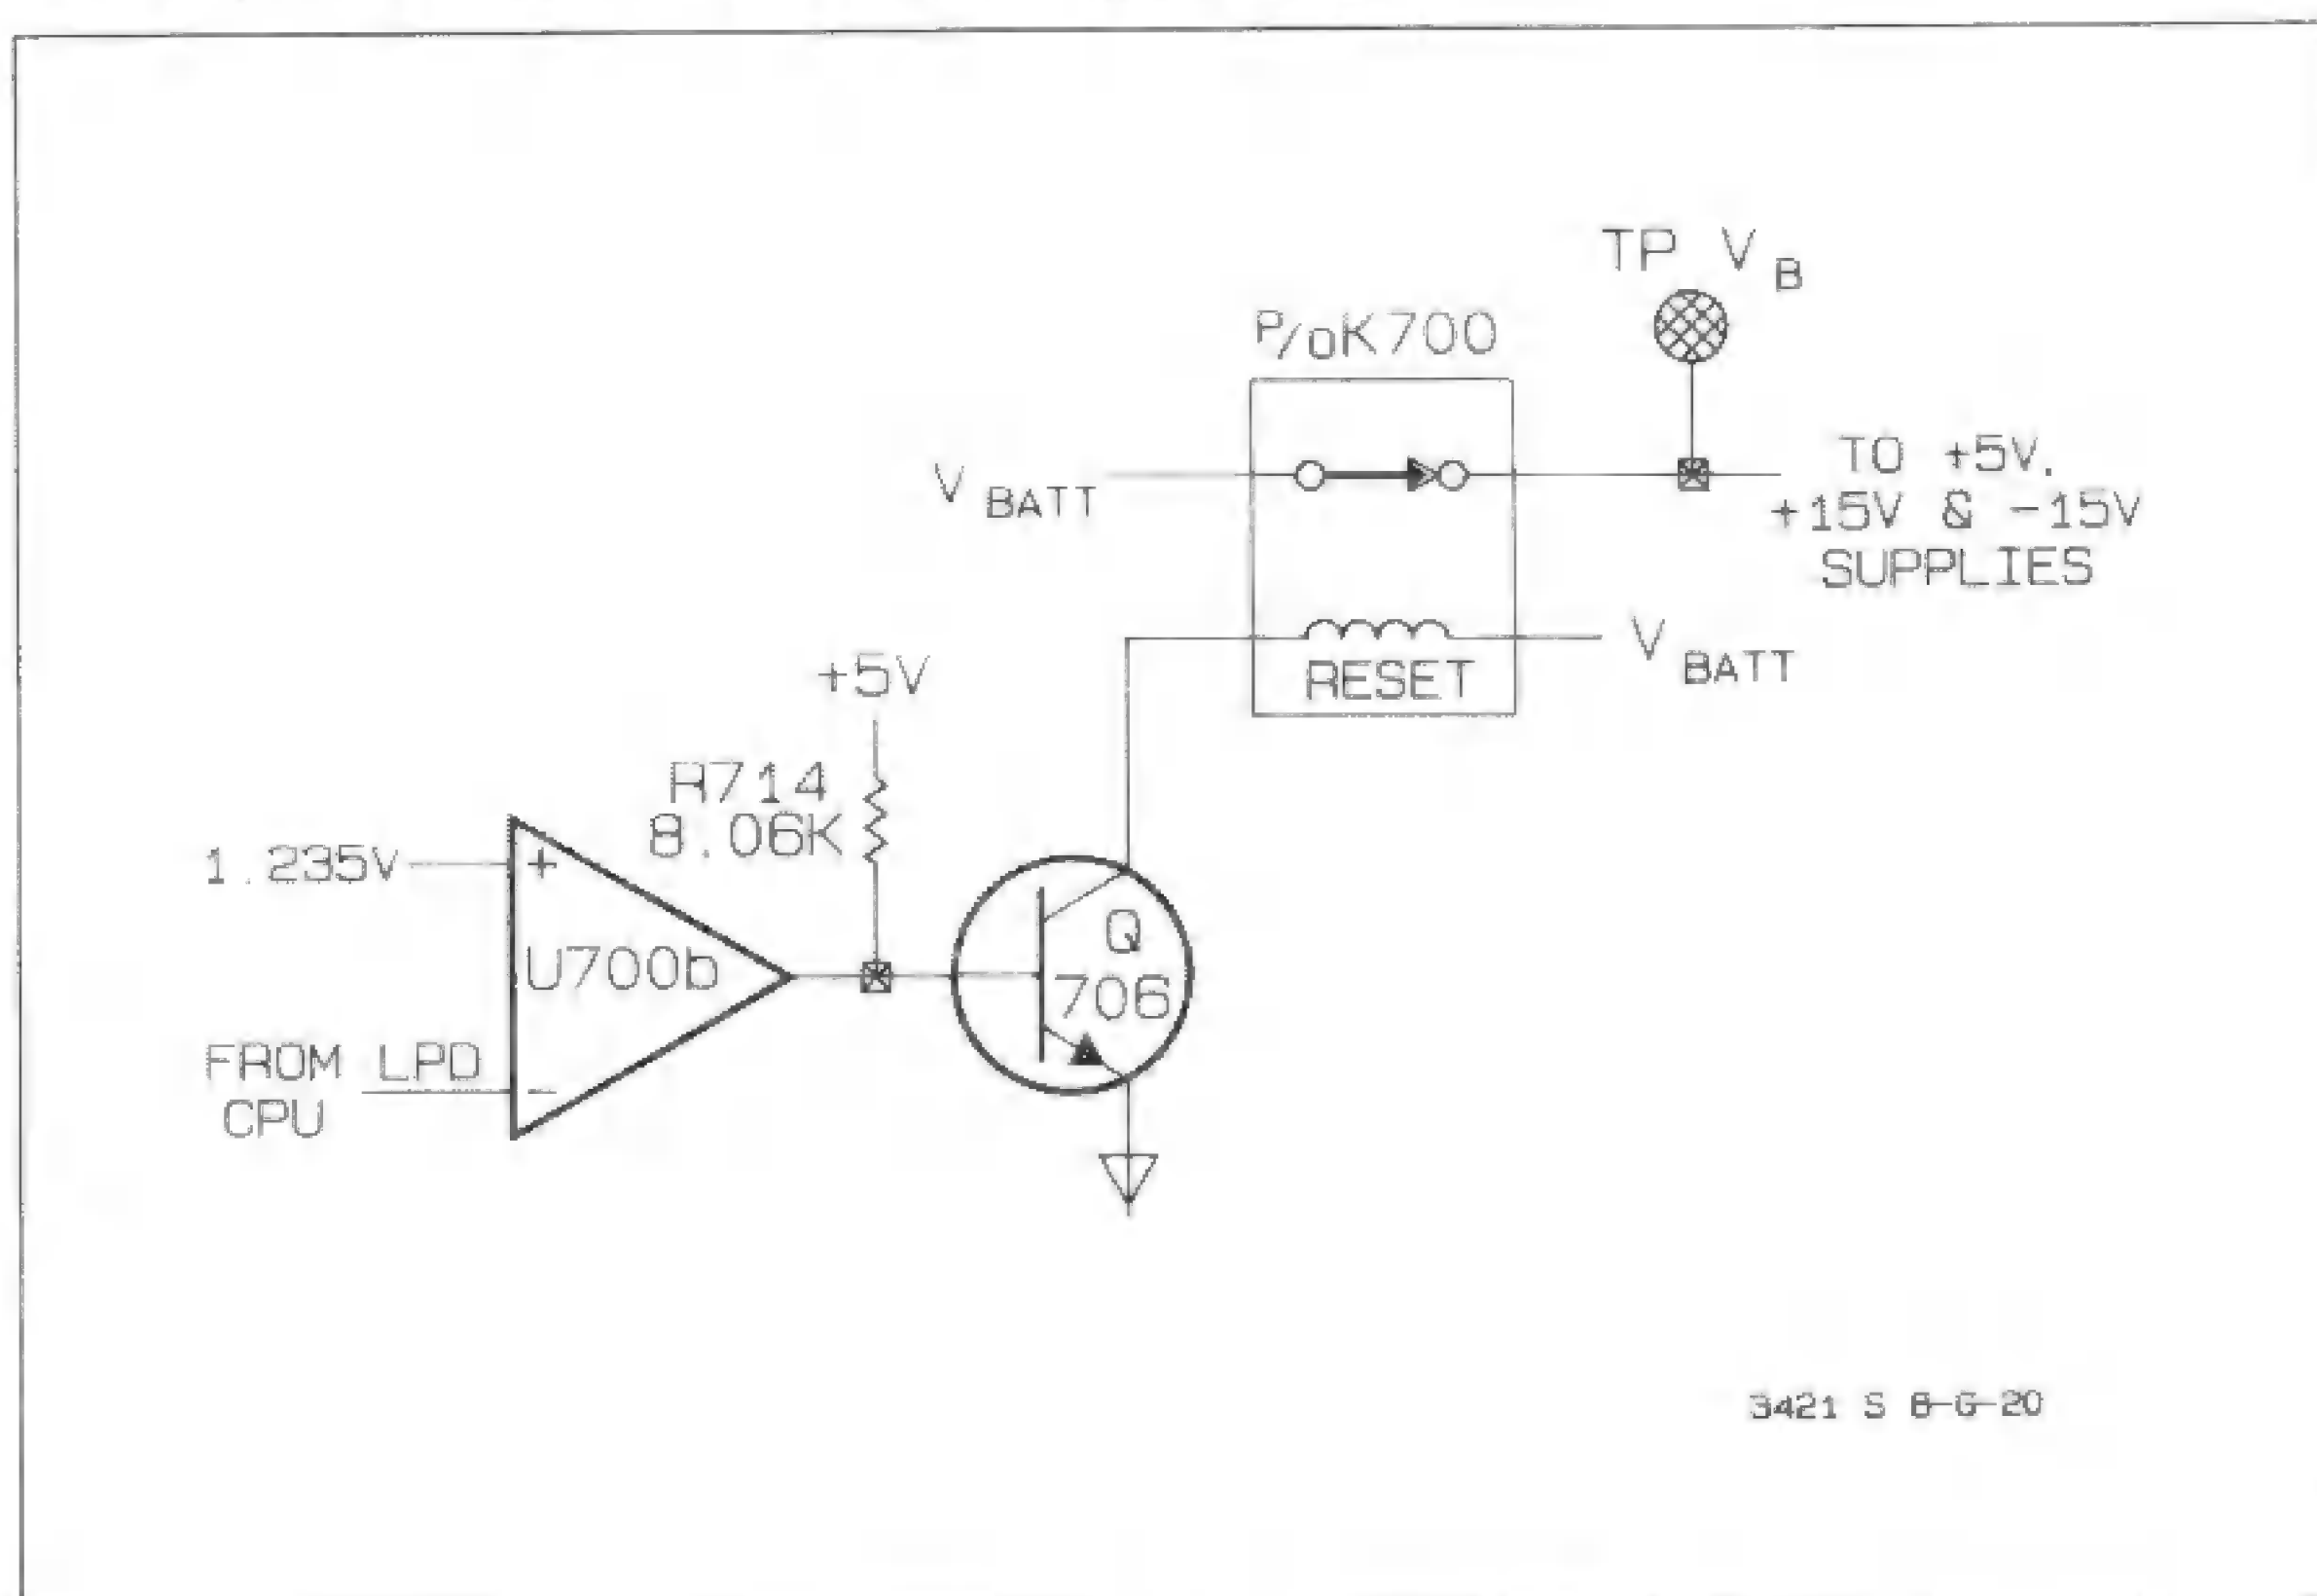 TP V B
P/oK700
V BATT
TO +5V,
+15V & -15V
SUPPLIES
V BATT
RESET
+5V
R714
8.06K
1.235V
+
U700b
Q
706
FROM LPD
CPU
-
3421 S 8-G-20